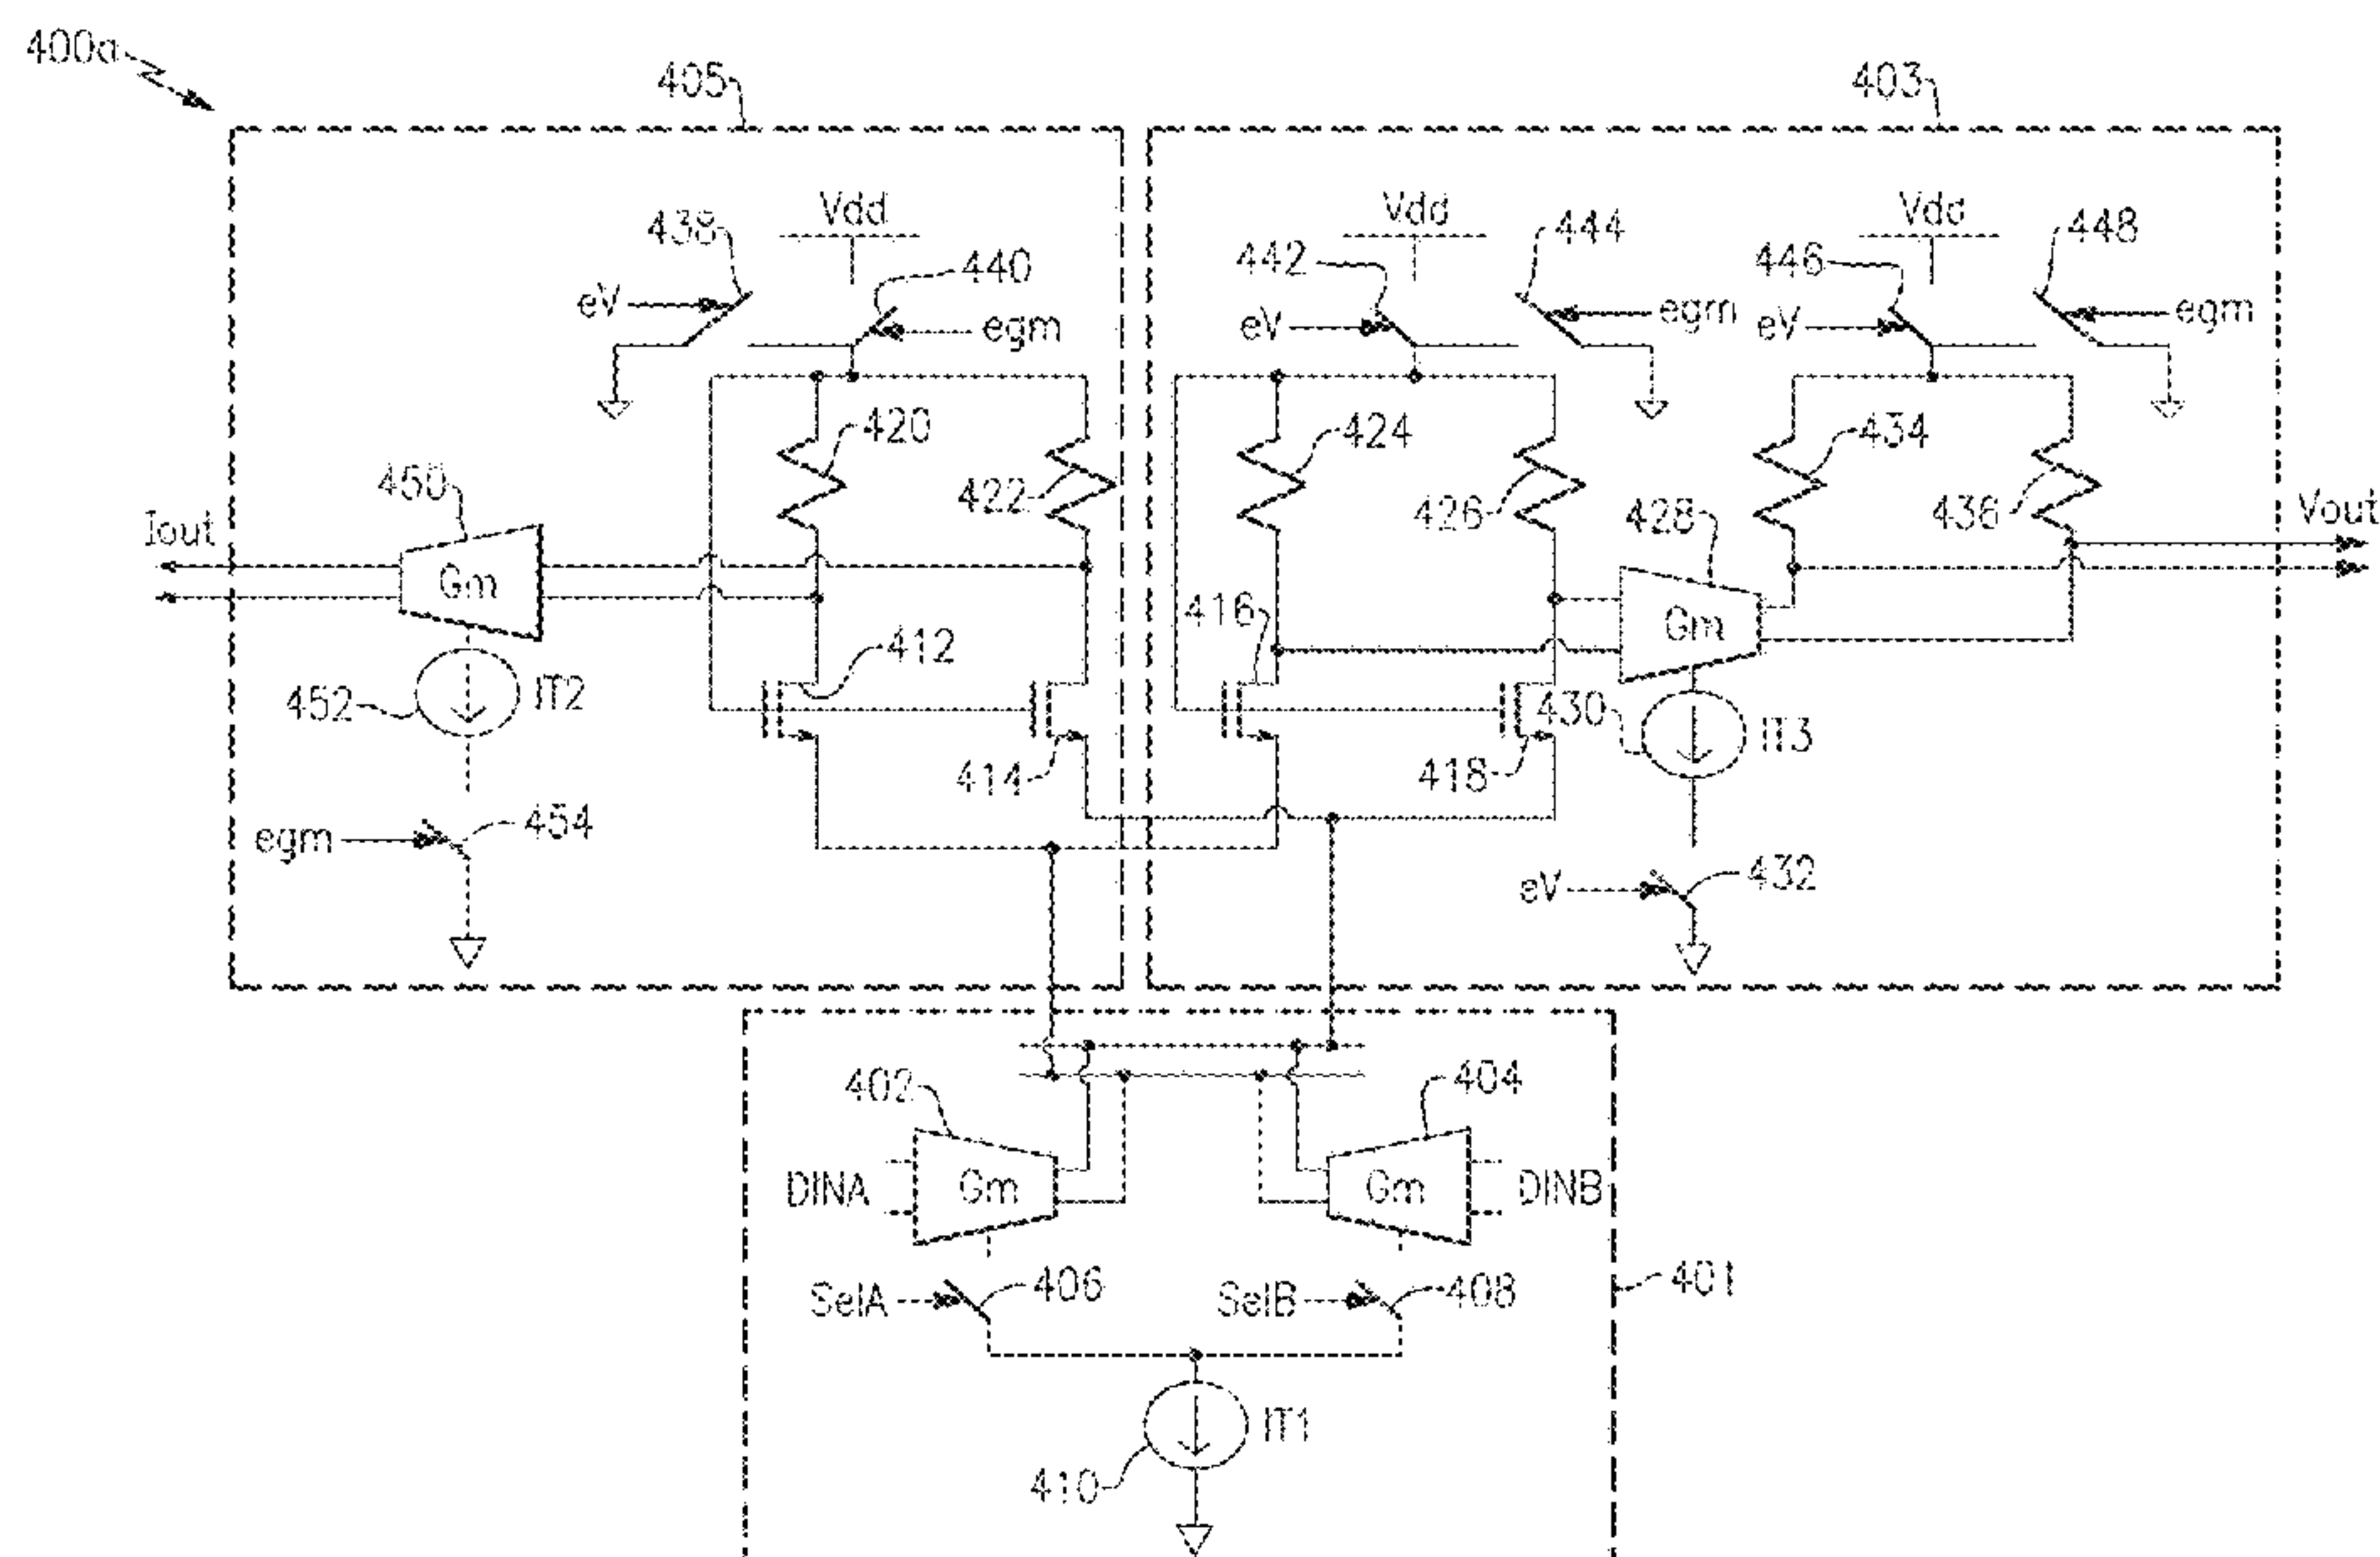 400a
405
403
Vdd
Vdd
Vdd
438
440
442
444
446
448
eV
egm
eV
egm
eV
egm
420
422
424
426
434
436
450
428
Iout
Vout
Gm
Gm
416
412
452
IT2
430
IT3
414
418
egm
454
eV
432
402
404
DINA
Gm
Gm
DINB
SelA
406
SelB
408
401
IT1
410